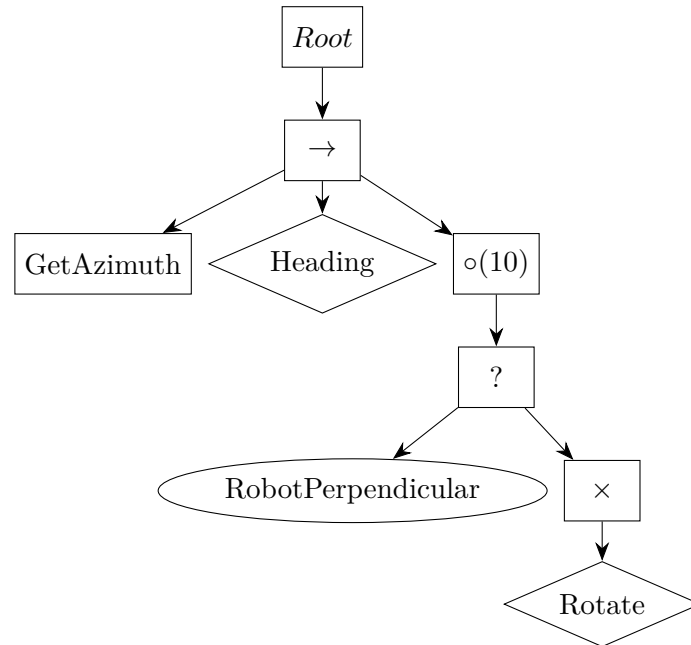 Root
→
GetAzimuth
Heading
∘(10)
?
RobotPerpendicular
×
Rotate